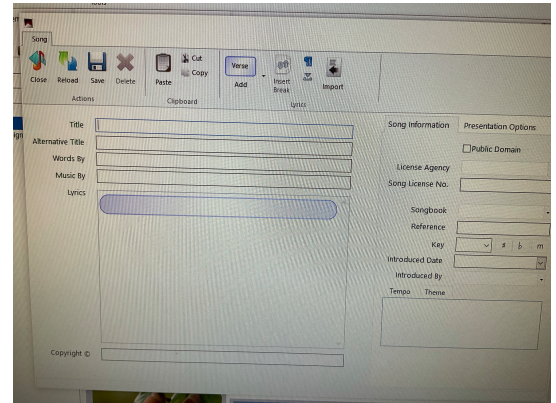 Song
Close
Reload
Save
Delete
Actions
Paste
Cut
Copy
Clipboard
Verse
Add
Insert
Break
Import
Lyrics
Title
Alternative Title
Words By
Music By
Lyrics
Copyright ©
Song Information
Presentation Options
Public Domain
License Agency
Song License No.
Songbook
Reference
Key
# b m
Introduced Date
Introduced By
Tempo
Theme